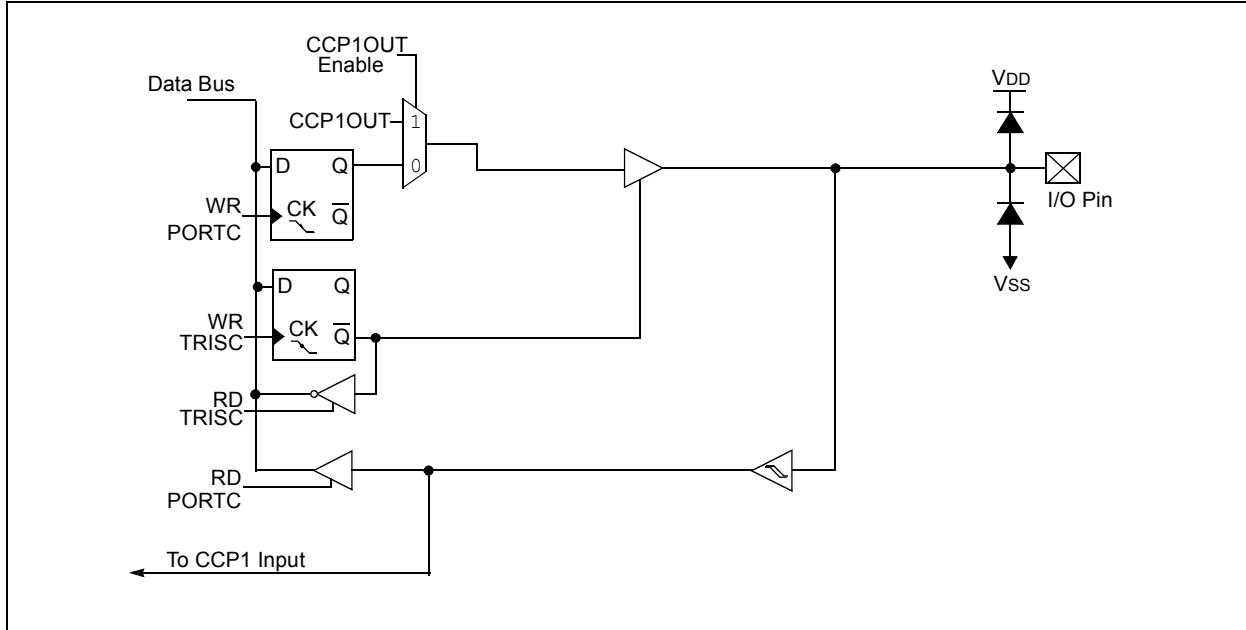 CCP1OUT
Enable
Data Bus
VDD
CCP1OUT
1
0
D Q
CK Q̅
WR
PORTC
I/O Pin
VSS
D Q
CK Q̅
WR
TRISC
RD
TRISC
RD
PORTC
To CCP1 Input